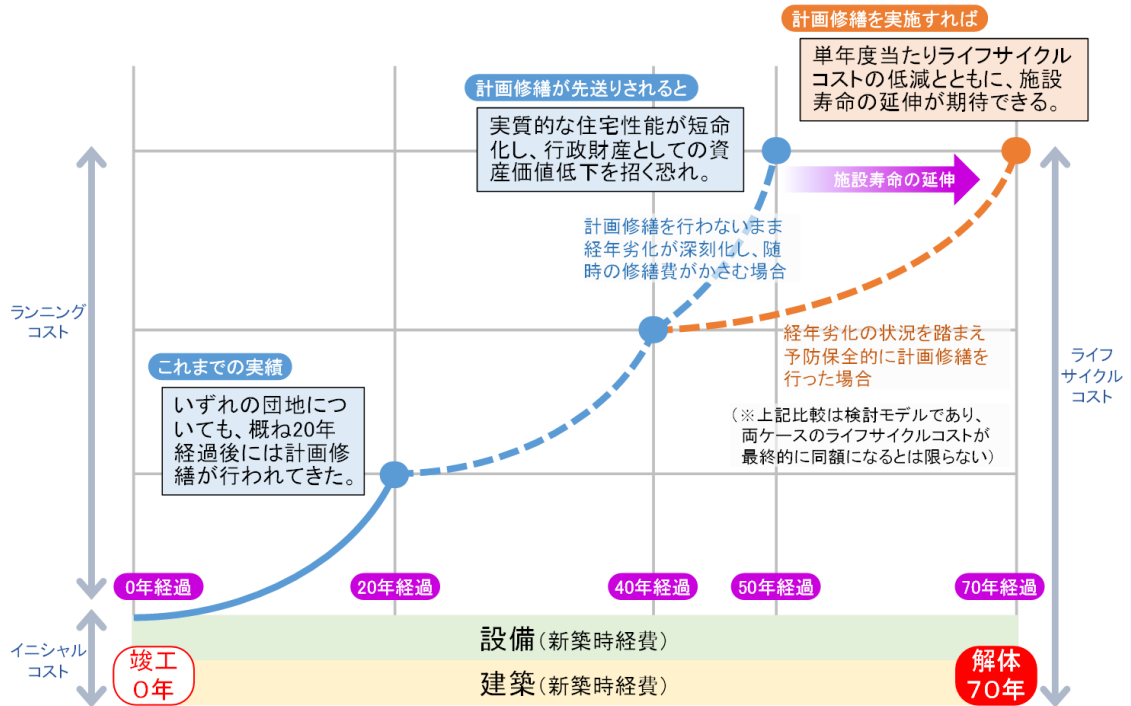 計画修繕を実施すれば
単年度当たりライフサイクル
コストの低減とともに、施設
寿命の延伸が期待できる。
計画修繕が先送りされると
実質的な住宅性能が短命
化し、行政財産としての資
産価値低下を招く恐れ。
施設寿命の延伸
計画修繕を行わないまま
経年劣化が深刻化し、随
時の修繕費がかさむ場合
ランニング
コスト
経年劣化の状況を踏まえ
予防保全的に計画修繕を
行った場合
ライフ
サイクル
コスト
これまでの実績
いずれの団地につ
いても、概ね20年
経過後には計画修
繕が行われてきた。
(※上記比較は検討モデルであり、
両ケースのライフサイクルコストが
最終的に同額になるとは限らない)
0年経過
20年経過
40年経過
50年経過
70年経過
イニシャル
コスト
設備(新築時経費)
建築(新築時経費)
竣工
0年
解体
70年